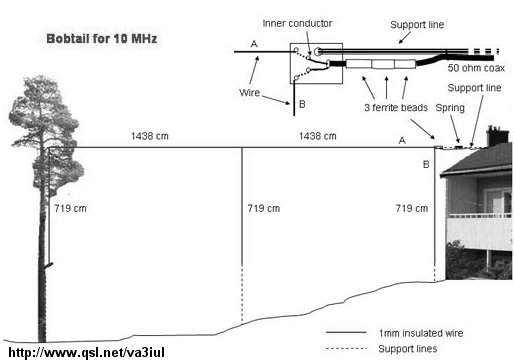 Bobtail for 10 MHz
Inner conductor
Support line
A
50 ohm coax
Wire
B
3 ferrite beads
Support line
Spring
1438 cm
1438 cm
A
B
719 cm
719 cm
719 cm
1mm insulated wire
Support lines
http://www.qsl.net/va3iul